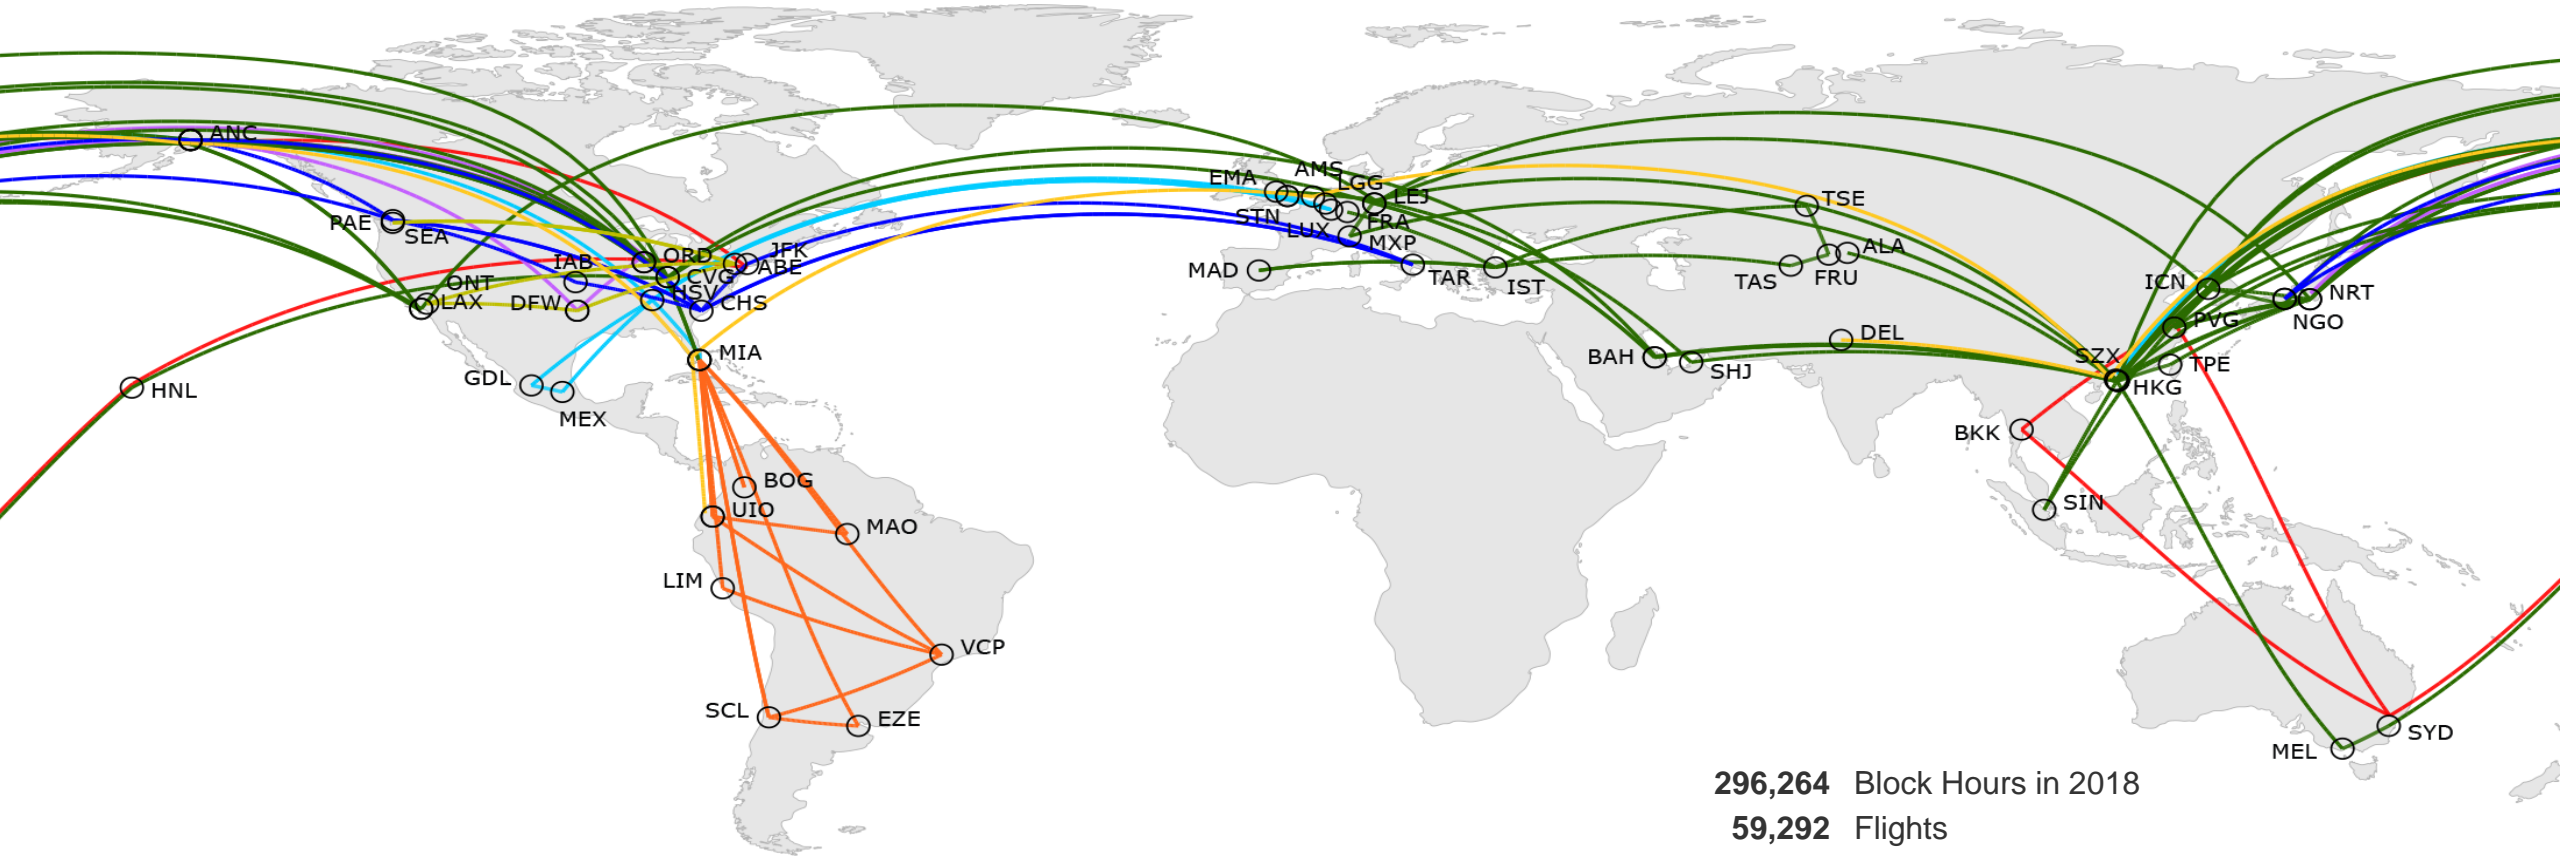 ANC
AMS
EMA
LGG
LEJ
TSE
STN
PAE
SEA
LUX
FRA
MXP
ALA
JFK
ORD
ABE
IAB
CVG
MAD
TAR
IST
TAS
FRU
ICN
ONT
LAX
DFW
HSV
CHS
NRT
NGO
PVG
DEL
MIA
BAH
SHJ
SZX
TPE
HKG
GDL
HNL
MEX
BKK
BOG
UIO
MAO
SIN
LIM
VCP
SCL
EZE
SYD
MEL
296,264 Block Hours in 2018
59,292 Flights